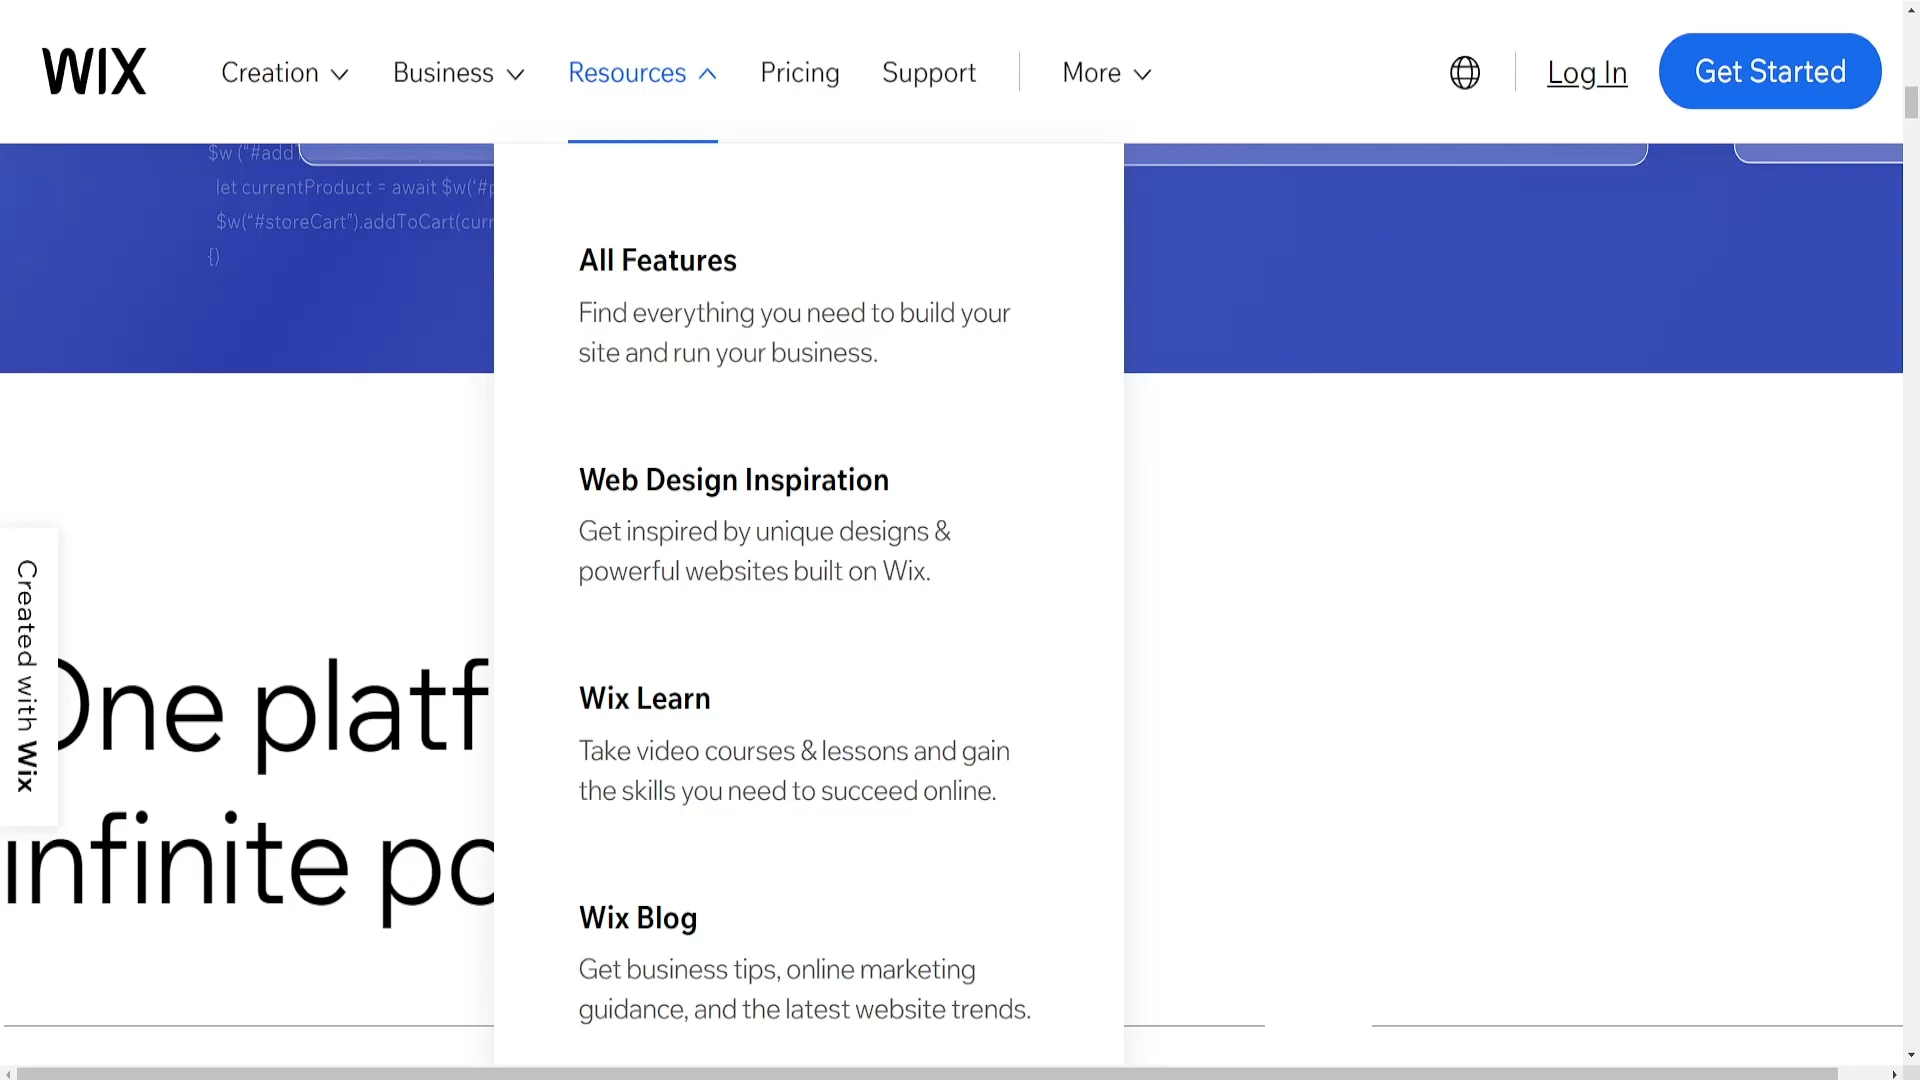 WIX
Creation
Business
Resources
Pricing
Support
More
Log In
Get Started
$w ("#add'
let currentProduct = await $w('#p
$w("#storeCart").addToCart(curr
{)
All Features
Find everything you need to build your
site and run your business.
Web Design Inspiration
Get inspired by unique designs &
powerful websites built on Wix.
Wix Learn
Take video courses & lessons and gain
the skills you need to succeed online.
Wix Blog
Get business tips, online marketing
guidance, and the latest website trends.
Created with Wix
One platf
infinite po